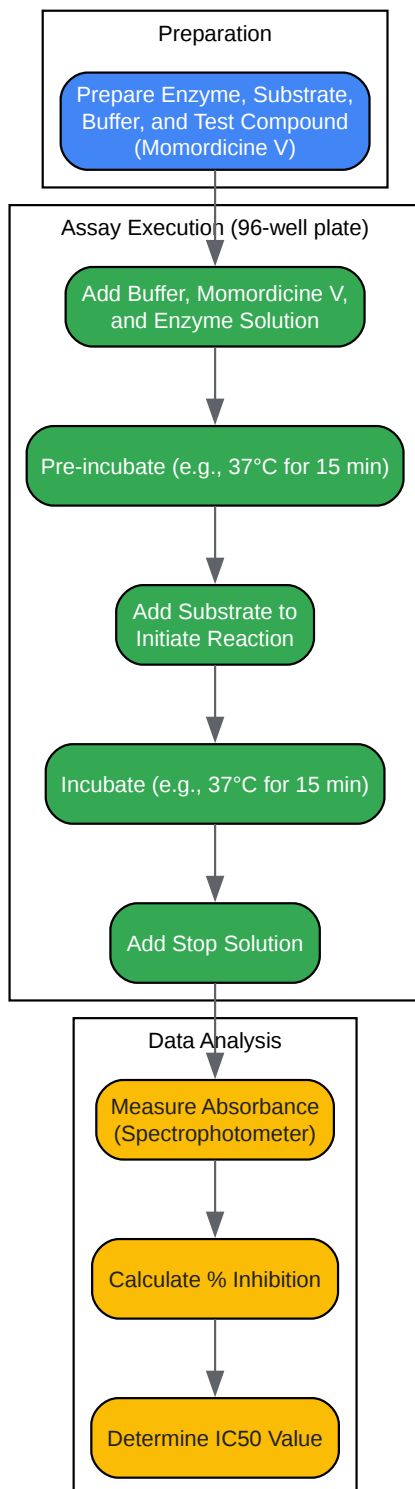 Preparation
Prepare Enzyme, Substrate,
Buffer, and Test Compound
(Momordicine V)
Assay Execution (96-well plate)
Add Buffer, Momordicine V,
and Enzyme Solution
Pre-incubate (e.g., 37°C for 15 min)
Add Substrate to
Initiate Reaction
Incubate (e.g., 37°C for 15 min)
Add Stop Solution
Data Analysis
Measure Absorbance
(Spectrophotometer)
Calculate % Inhibition
Determine IC50 Value